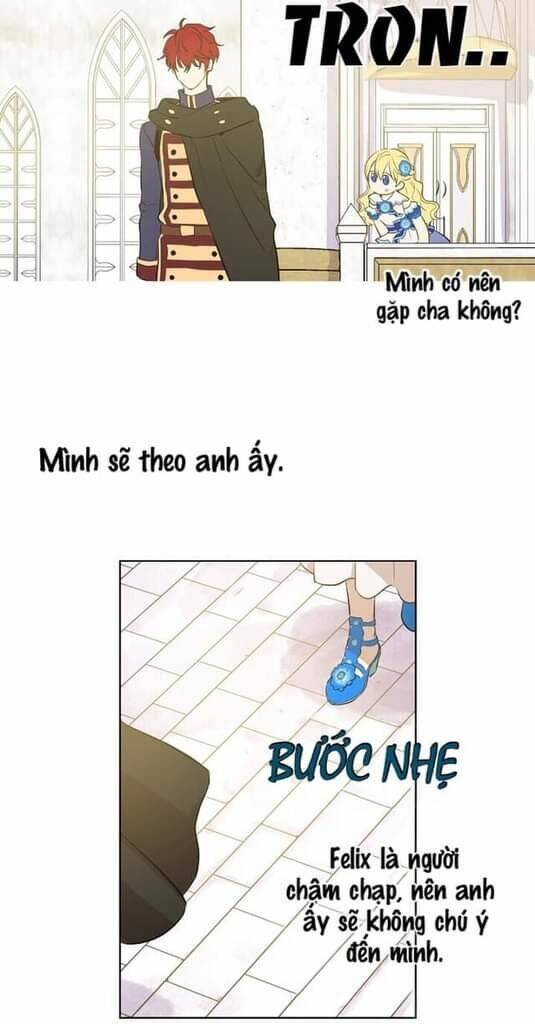 TRON..
Mình có nên
gặp cha không?
Mình sẽ theo anh ấy.
BƯỚC NHẸ
Felix là người
chậm chạp, nên anh
ấy sẽ không chú ý
đến mình.